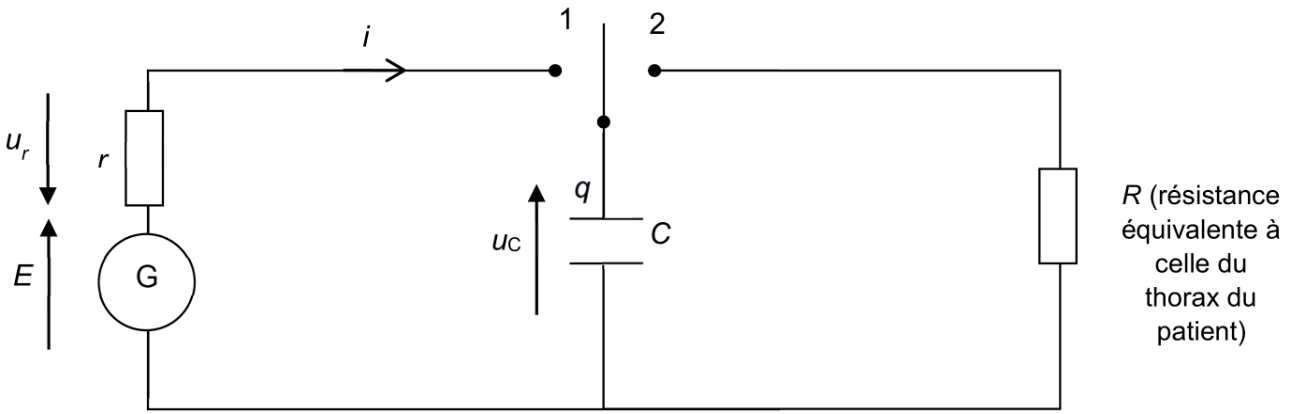 i
1
2
u_r
r
E
G
q
u_C
C
R (résistance
équivalente à
celle du
thorax du
patient)